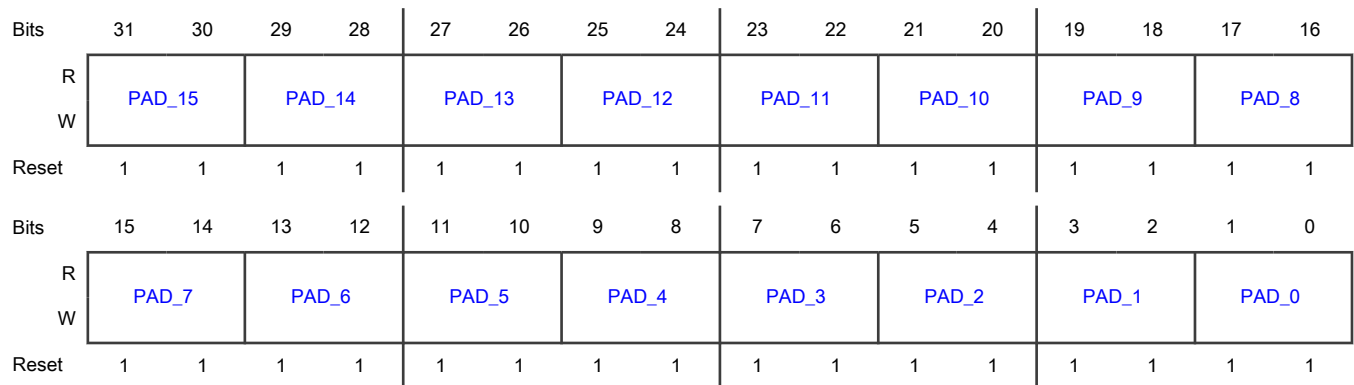 Bits 31 30 29 28 27 26 25 24 23 22 21 20 19 18 17 16
R
PAD_15 PAD_14 PAD_13 PAD_12 PAD_11 PAD_10 PAD_9 PAD_8
W
Reset 1 1 1 1 1 1 1 1 1 1 1 1 1 1 1 1
Bits 15 14 13 12 11 10 9 8 7 6 5 4 3 2 1 0
R
PAD_7 PAD_6 PAD_5 PAD_4 PAD_3 PAD_2 PAD_1 PAD_0
W
Reset 1 1 1 1 1 1 1 1 1 1 1 1 1 1 1 1